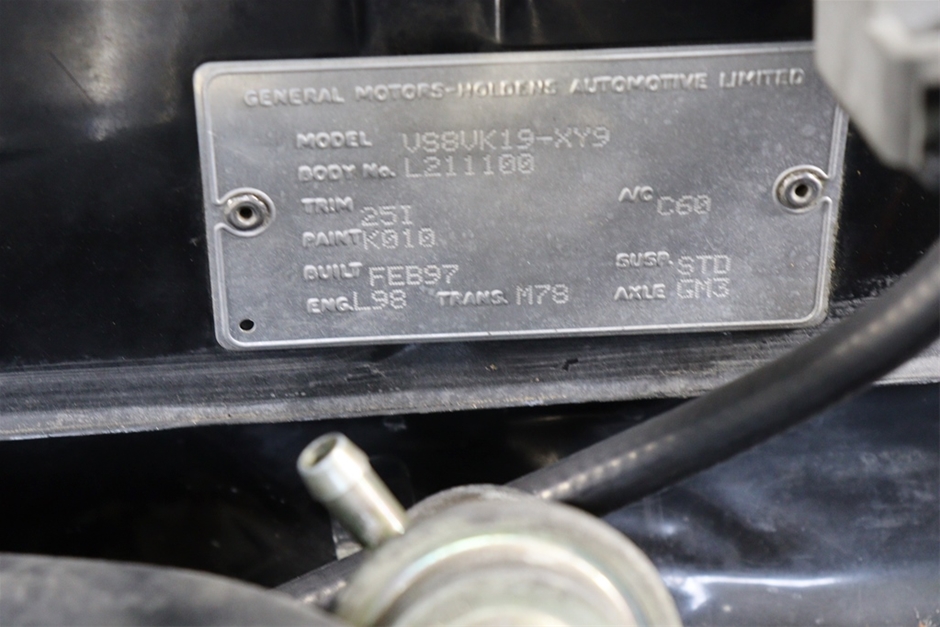 GENERAL MOTORS-HOLDENS AUTOMOTIVE LIMITED
MODEL VS8VK19-XY9
BODY No. L211100
TRIM 25I A/C C60
PAINT K010
BUILT FEB97 SUSP. STD
ENG. L98 TRANS. M78 AXLE GM3